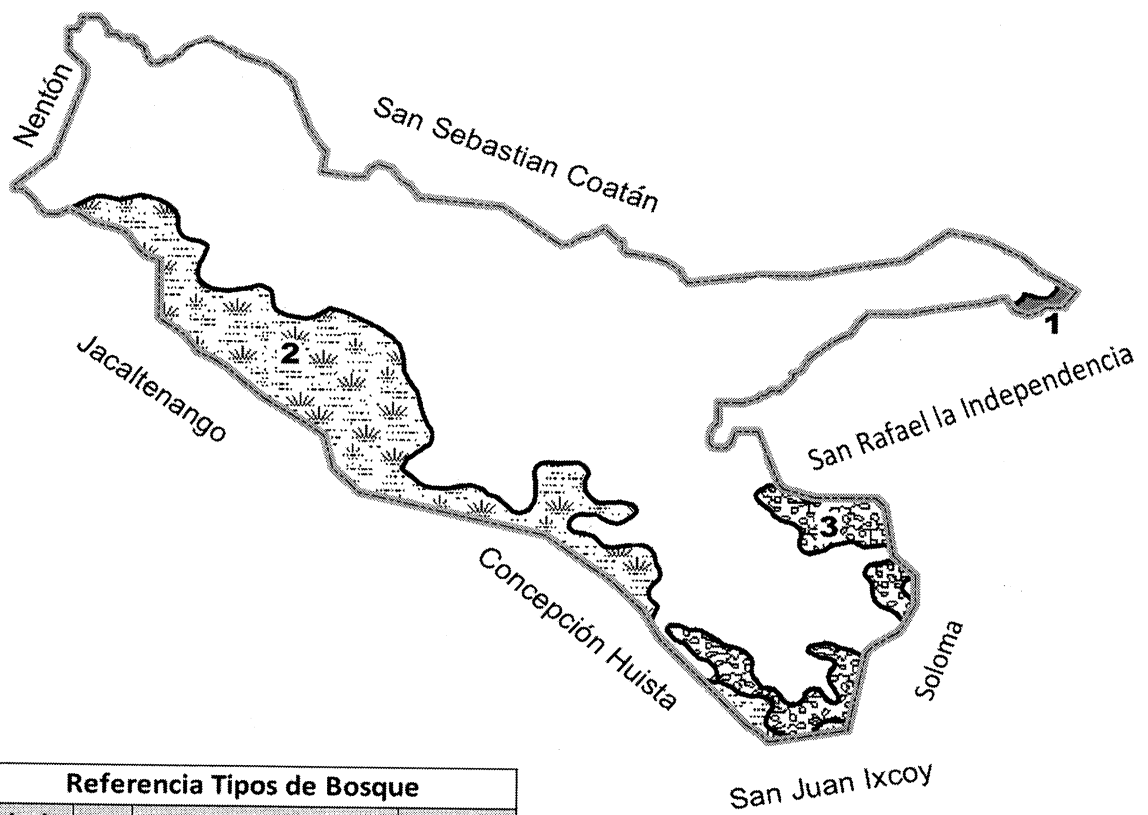 Nentón
San Sebastian Coatán
1
2
Jacaltenango
San Rafael la Independencia
3
Concepción Huista
Soloma
San Juan Ixcoy
Referencia Tipos de Bosque